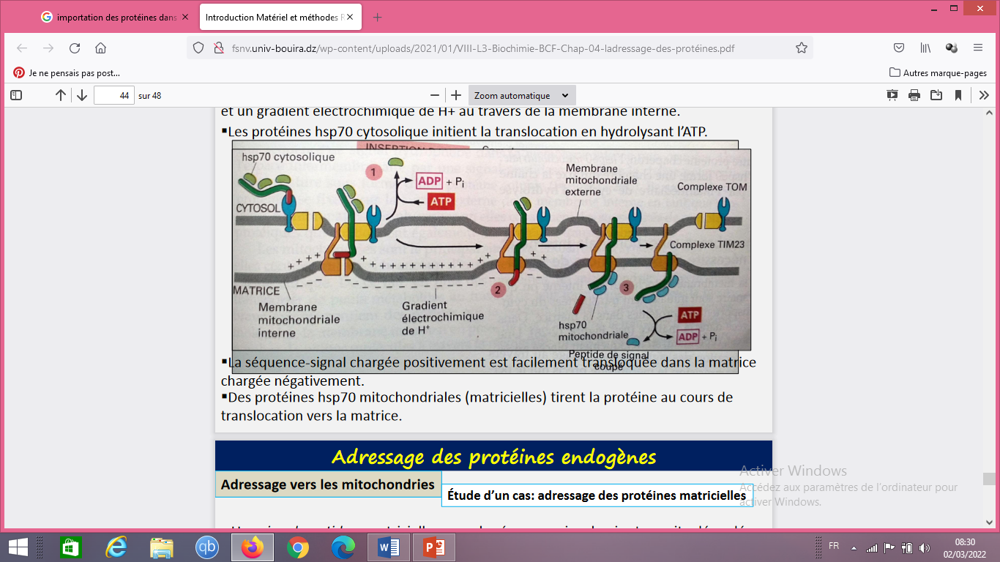 importation des protéines dans
Introduction Matériel et méthodes R
fsnv.univ-bouira.dz/wp-content/uploads/2021/01/VIII-L3-Biochimie-BCF-Chap-04-ladressage-des-protéines.pdf
Je ne pensais pas post...
Autres marque-pages
44 sur 48
Zoom automatique
et un gradient électrochimique de H+ au travers de la membrane interne.
▪Les protéines hsp70 cytosolique initient la translocation en hydrolysant l'ATP.
INSERTION
hsp70 cytosolique
1
ADP + Pi
ATP
Membrane
mitochondriale
externe
Complexe TOM
CYTOSOL
Complexe TIM23
+ + + + + + + + + + + + + + + + + + +
MATRICE
2
3
Membrane
mitochondriale
interne
Gradient
électrochimique
de H+
hsp70
mitochondriale
ATP
ADP + Pi
Peptide de signal
coupé
▪La séquence-signal chargée positivement est facilement transloquée dans la matrice
chargée négativement.
▪Des protéines hsp70 mitochondriales (matricielles) tirent la protéine au cours de
translocation vers la matrice.
Adressage des protéines endogènes
Adressage vers les mitochondries
Étude d'un cas: adressage des protéines matricielles
Activer Windows
Accédez aux paramètres de l'ordinateur pour
activer Windows.
FR
08:30
02/03/2022